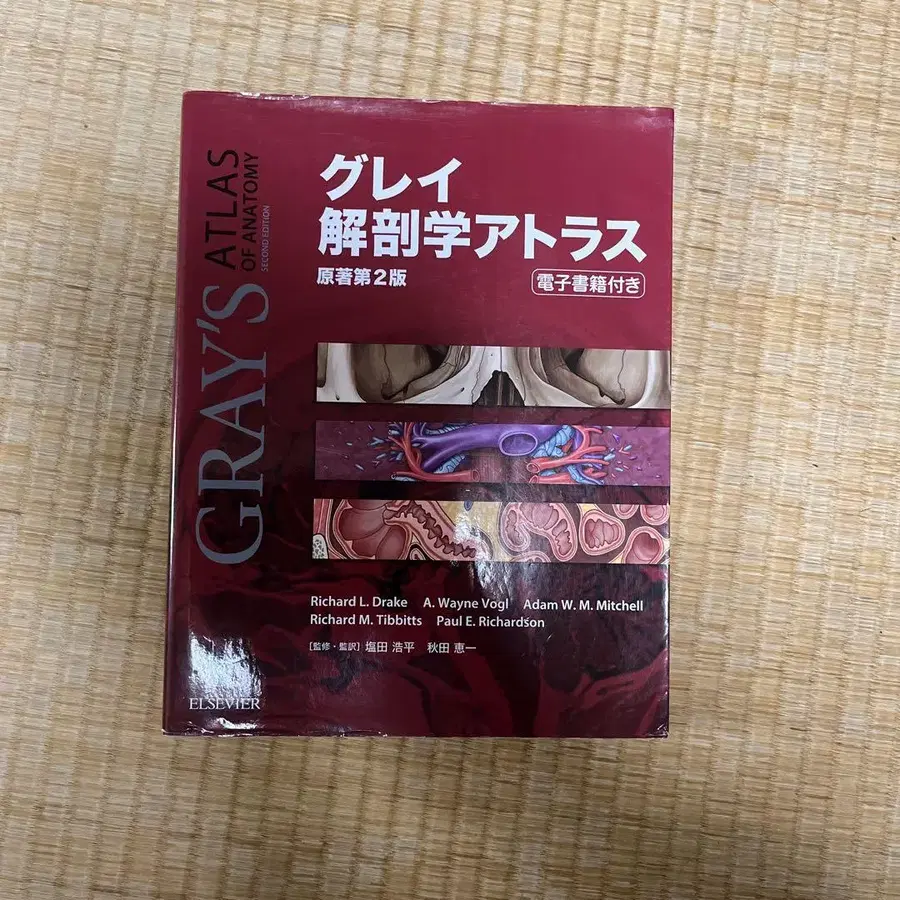 グレイ
解剖学アトラス
原著第2版
電子書籍付き
GRAY'S
ATLAS
OF ANATOMY
SECOND EDITION
Richard L. Drake A. Wayne Vogl Adam W. M. Mitchell
Richard M. Tibbitts Paul E. Richardson
[監修・監訳] 塩田 浩平 秋田 恵一
ELSEVIER